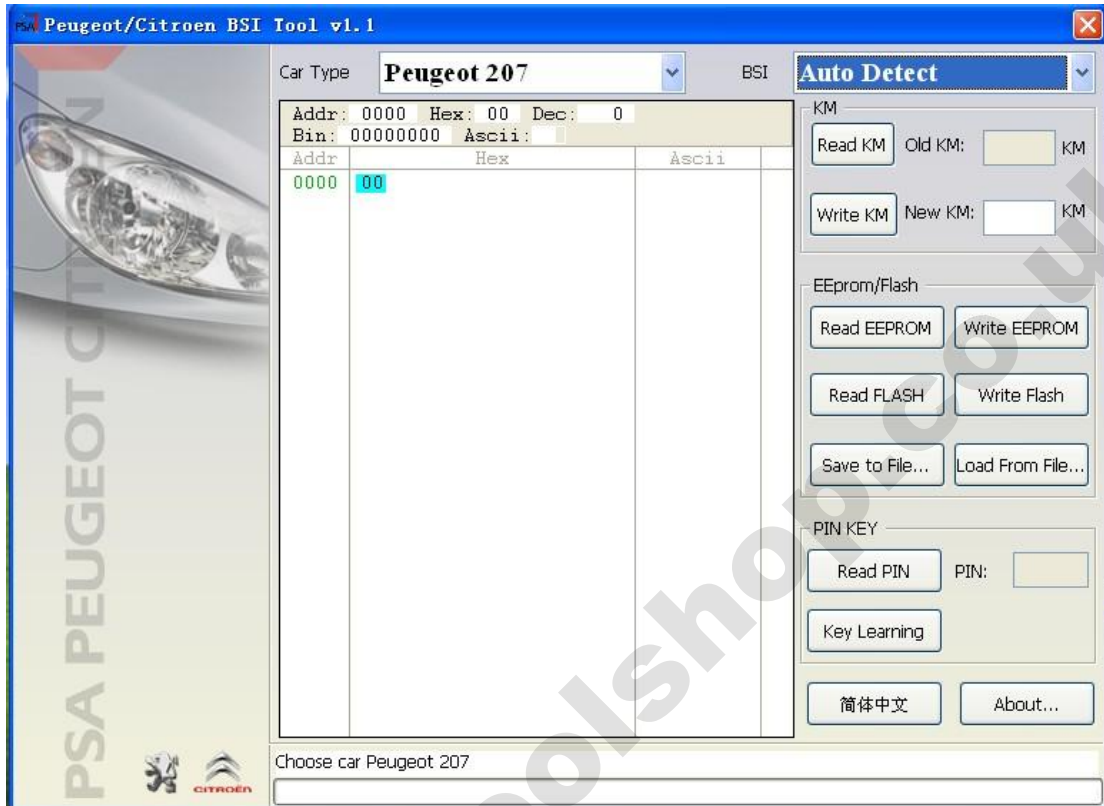 Peugeot/Citroen BSI Tool v1.1
Car Type Peugeot 207 BSI Auto Detect
Addr: 0000 Hex: 00 Dec: 0
Bin: 00000000 Ascii:
Addr Hex Ascii
0000 00
KM
Read KM Old KM: KM
Write KM New KM: KM
EEprom/Flash
Read EEPROM Write EEPROM
Read FLASH Write Flash
Save to File... Load From File...
PIN KEY
Read PIN PIN:
Key Learning
简体中文 About...
Choose car Peugeot 207
PSA PEUGEOT CIT
CITROËN
olshop.co.u